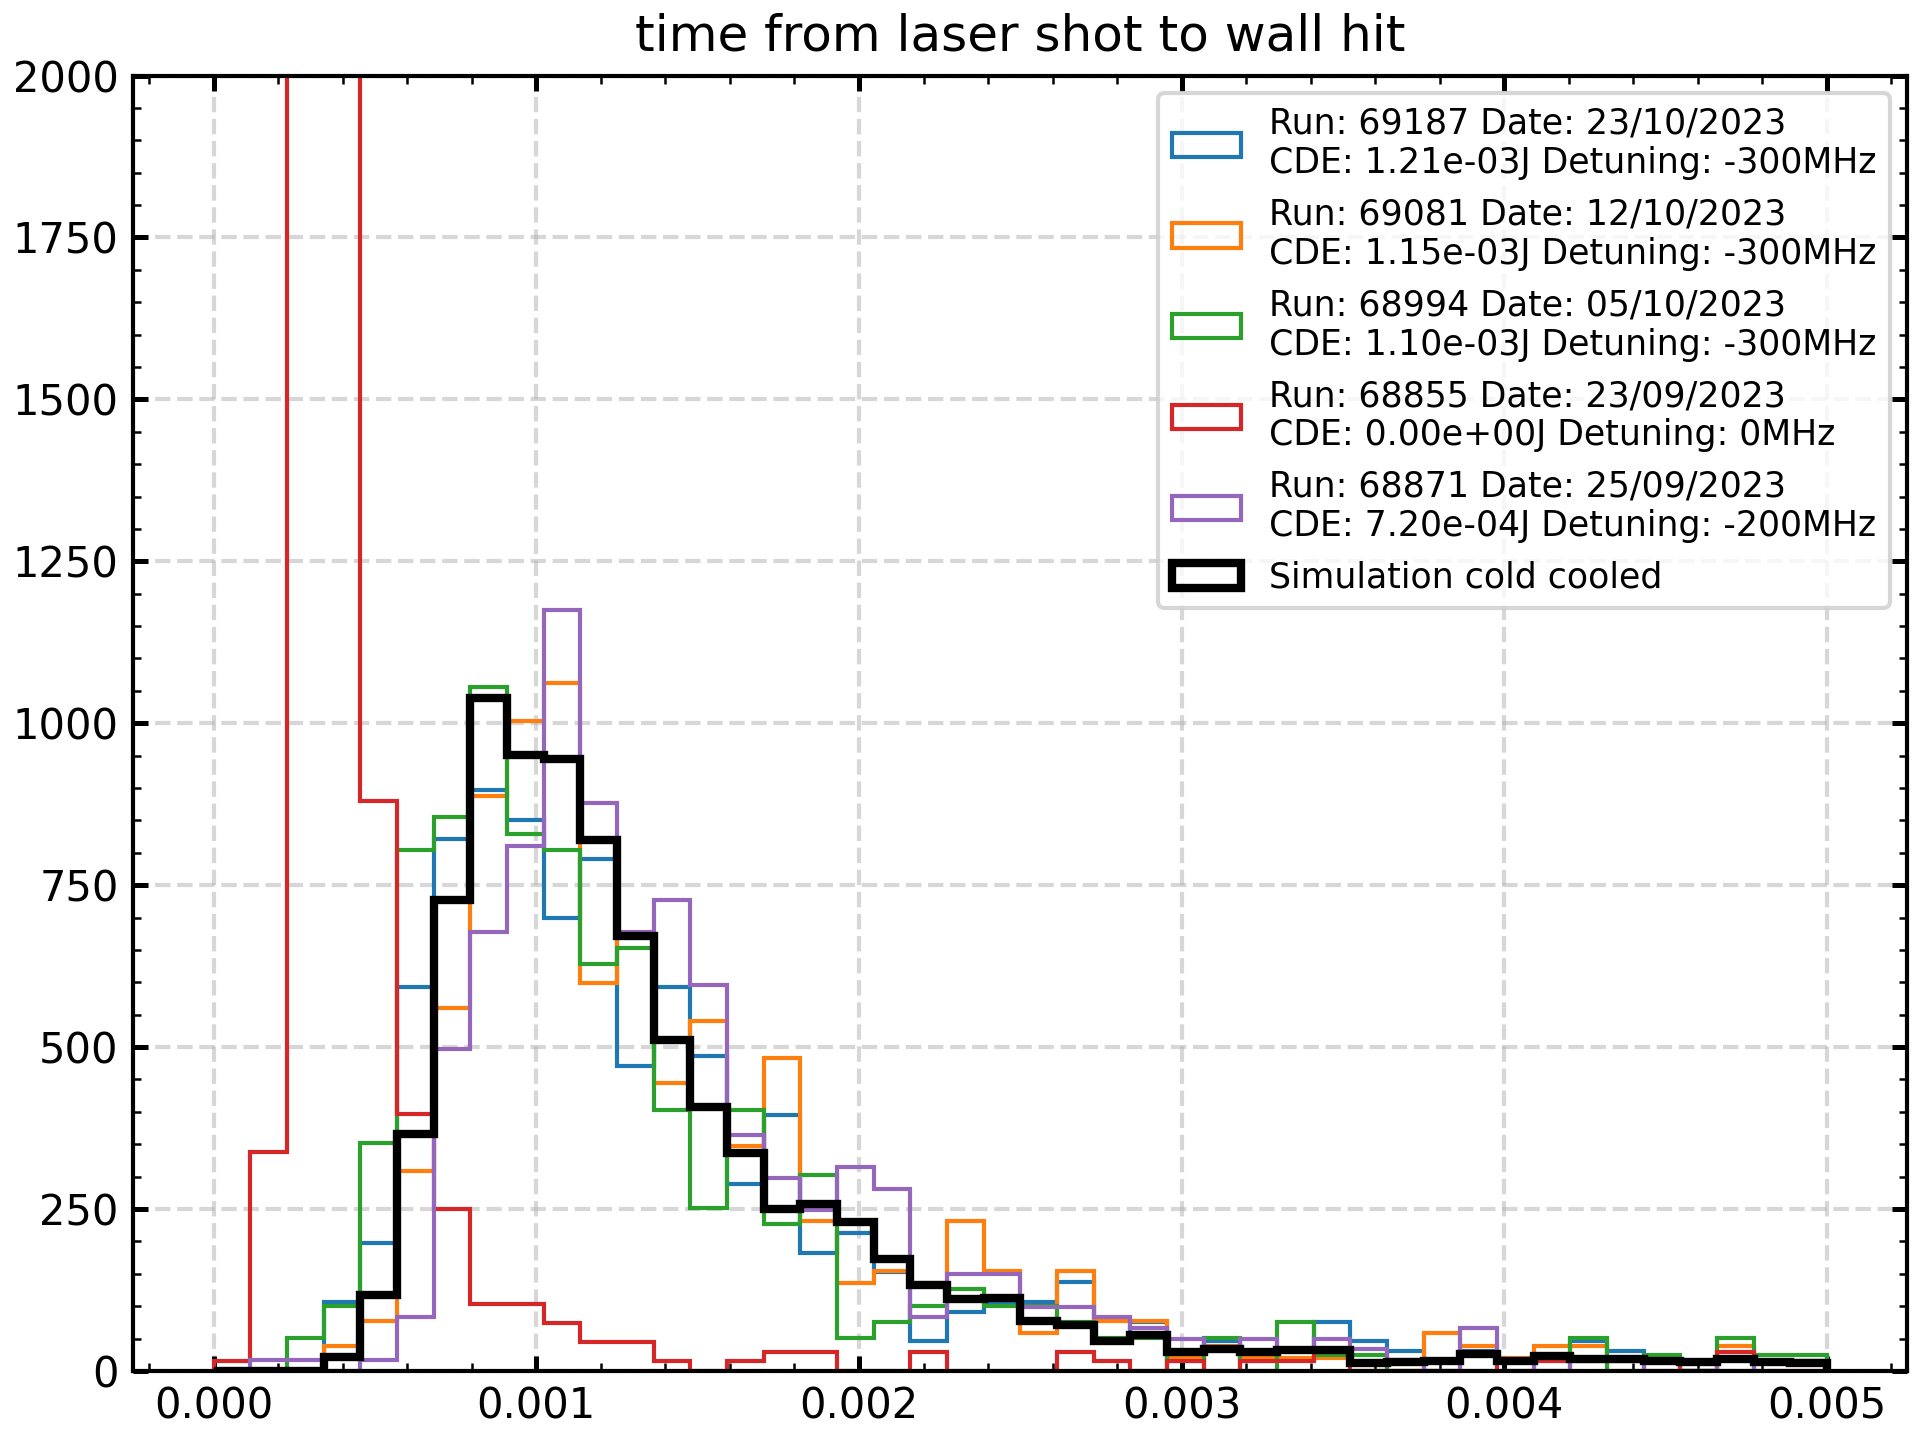 time from laser shot to wall hit
2000
1750
1500
1250
1000
750
500
250
0
0.000 0.001 0.002 0.003 0.004 0.005
Run: 69187 Date: 23/10/2023
CDE: 1.21e-03J Detuning: -300MHz
Run: 69081 Date: 12/10/2023
CDE: 1.15e-03J Detuning: -300MHz
Run: 68994 Date: 05/10/2023
CDE: 1.10e-03J Detuning: -300MHz
Run: 68855 Date: 23/09/2023
CDE: 0.00e+00J Detuning: 0MHz
Run: 68871 Date: 25/09/2023
CDE: 7.20e-04J Detuning: -200MHz
Simulation cold cooled